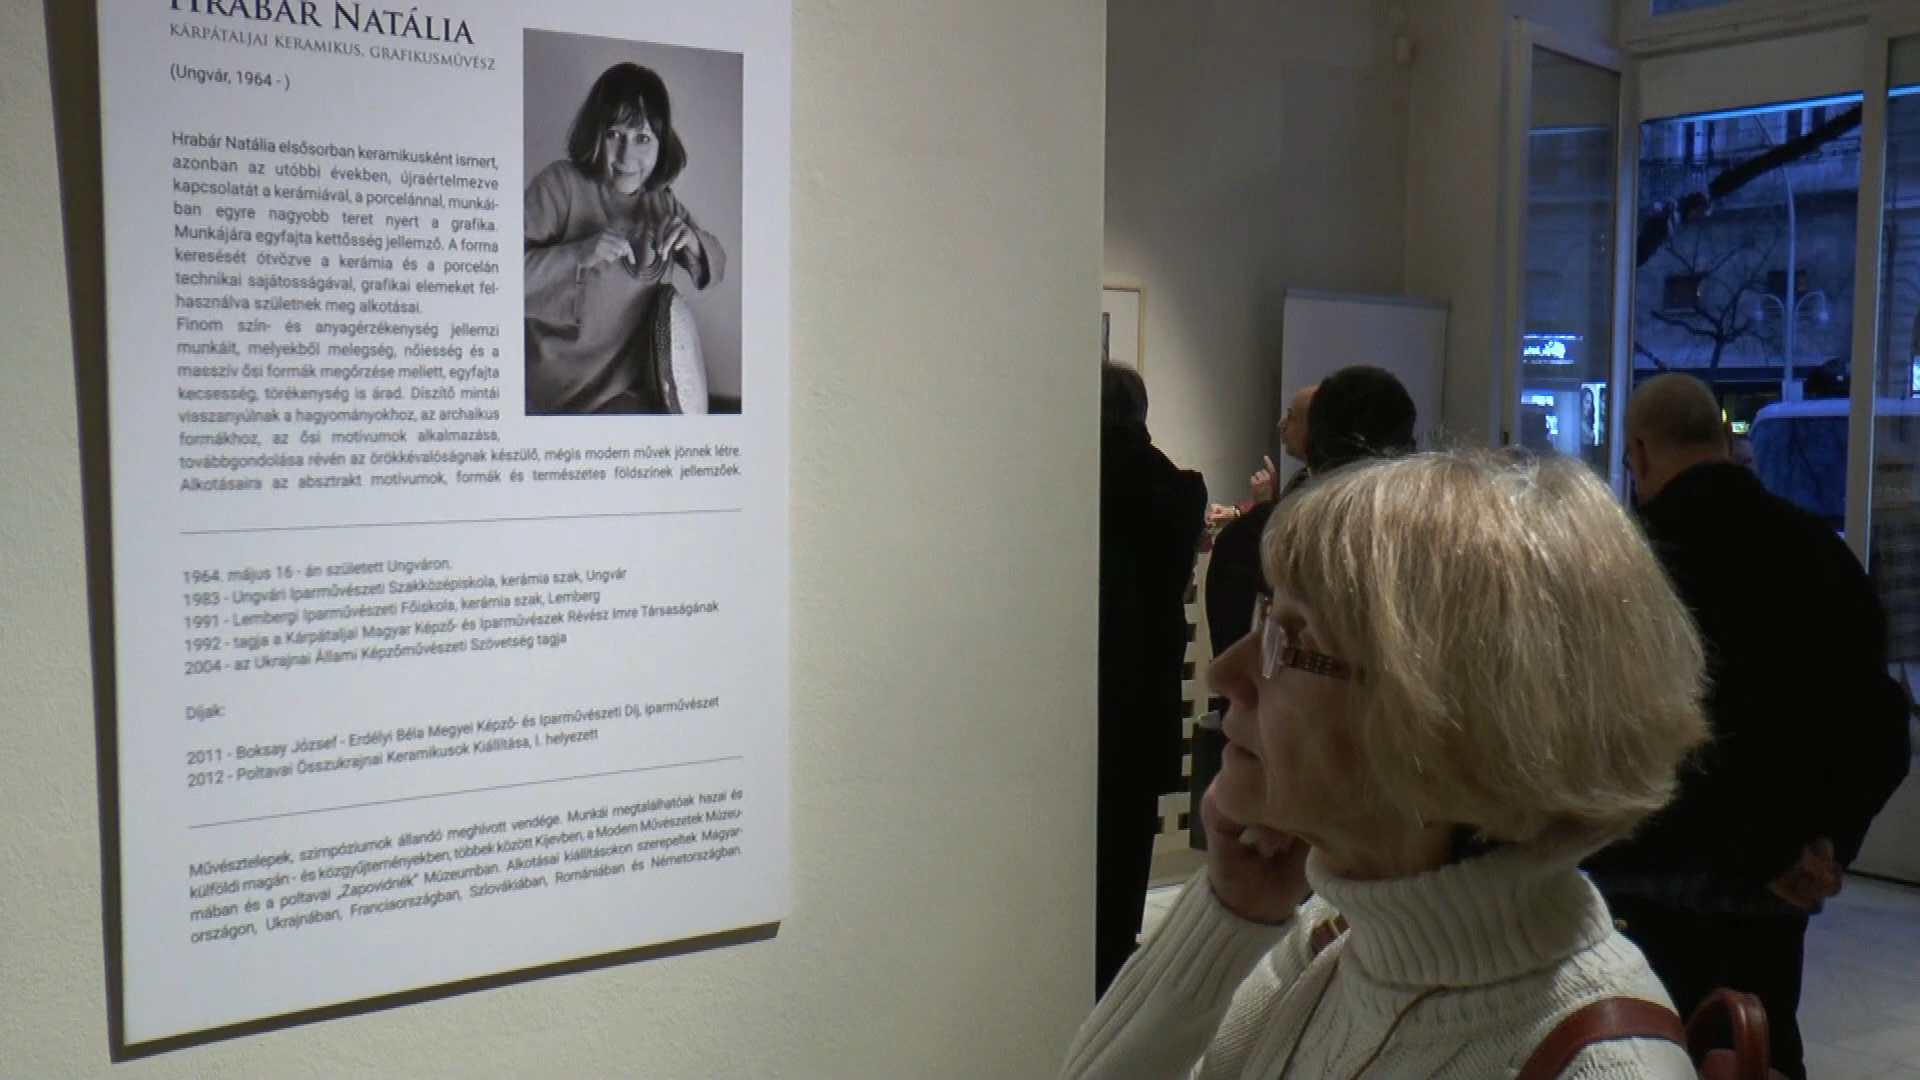 HRABÁR NATÁLIA
KÁRPÁTALJAI KERAMIKUS, GRAFIKUSMŰVÉSZ
(Ungvár, 1964 - )
Hrabár Natália elsősorban keramikusként ismert,
azonban az utóbbi években, újraértelmezve
kapcsolatát a kerámiával, a porcelánnal, munkái-
ban egyre nagyobb teret nyert a grafika.
Munkájára egyfajta kettősség jellemző. A forma
keresését ötvözve a kerámia és a porcelán
technikai sajátosságával, grafikai elemeket fel-
használva születnek meg alkotásai.
Finom szín- és anyagérzékenység jellemzi
munkáit, melyekből melegség, nőiesség és a
masszív ősi formák megőrzése mellett, egyfajta
kecsesség, törékenység is árad. Díszítő mintái
visszanyúlnak a hagyományokhoz, az archaikus
formákhoz, az ősi motívumok alkalmazása,
továbbgondolása révén az örökkévalóságnak készülő, mégis modern művek jönnek létre.
Alkotásaira az absztrakt motívumok, formák és természetes földszínek jellemzőek.
1964. május 16 - án született Ungváron.
1983 - Ungvári Iparművészeti Szakközépiskola, kerámia szak, Ungvár
1991 - Lembergi Iparművészeti Főiskola, kerámia szak, Lemberg
1992 - tagja a Kárpátaljai Magyar Képző- és Iparművészek Révész Imre Társaságának
2004 - az Ukrajnai Állami Képzőművészeti Szövetség tagja
Díjak:
2011 - Boksay József - Erdélyi Béla Megyei Képző- és Iparművészeti Díj, iparművészet
2012 - Poltavai Összukrajnai Keramikusok Kiállítása, I. helyezett
Művésztelepek, szimpóziumok állandó meghívott vendége. Munkái megtalálhatóak hazai és
külföldi magán - és közgyűjteményekben, többek között Kijevben, a Modern Művészetek Múzeu-
mában és a poltavai „Zapovidnék" Múzeumban. Alkotásai kiállításokon szerepeltek Magyar-
országon, Ukrajnában, Franciaországban, Szlovákiában, Romániában és Németországban.